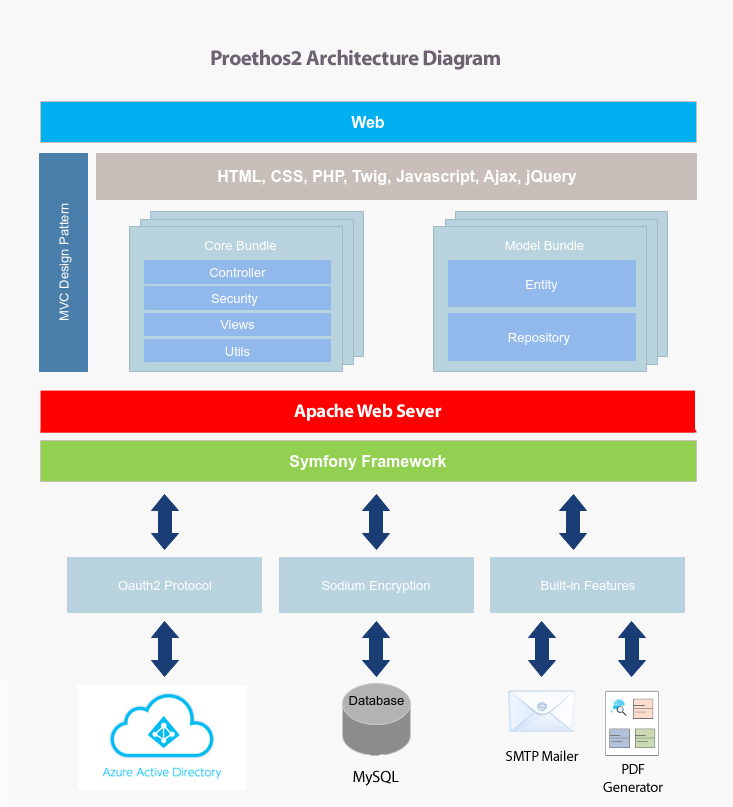 Proethos2 Architecture Diagram
Web
MVC Design Pattern
HTML, CSS, PHP, Twig, Javascript, Ajax, jQuery
Core Bundle
Controller
Security
Views
Utils
Model Bundle
Entity
Repository
Apache Web Sever
Symfony Framework
Oauth2 Protocol
Sodium Encryption
Built-in Features
Azure Active Directory
Database
MySQL
SMTP Mailer
PDF
Generator